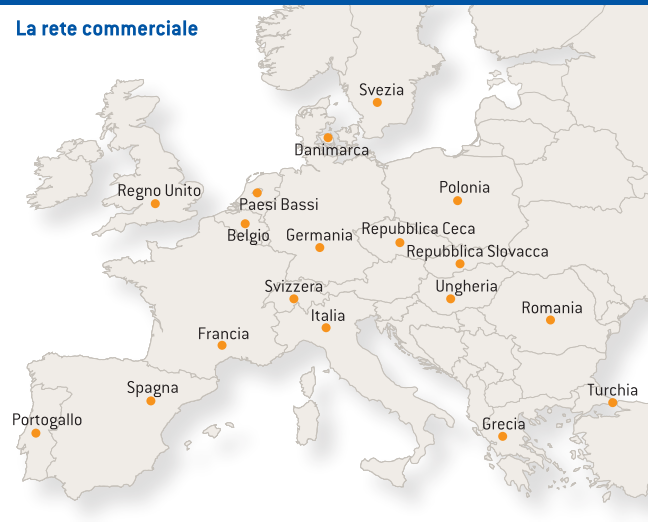 La rete commerciale
Svezia
Danimarca
Regno Unito
Polonia
Paesi Bassi
Belgio
Germania
Repubblica Ceca
Repubblica Slovacca
Svizzera
Ungheria
Italia
Romania
Francia
Spagna
Turchia
Portogallo
Grecia